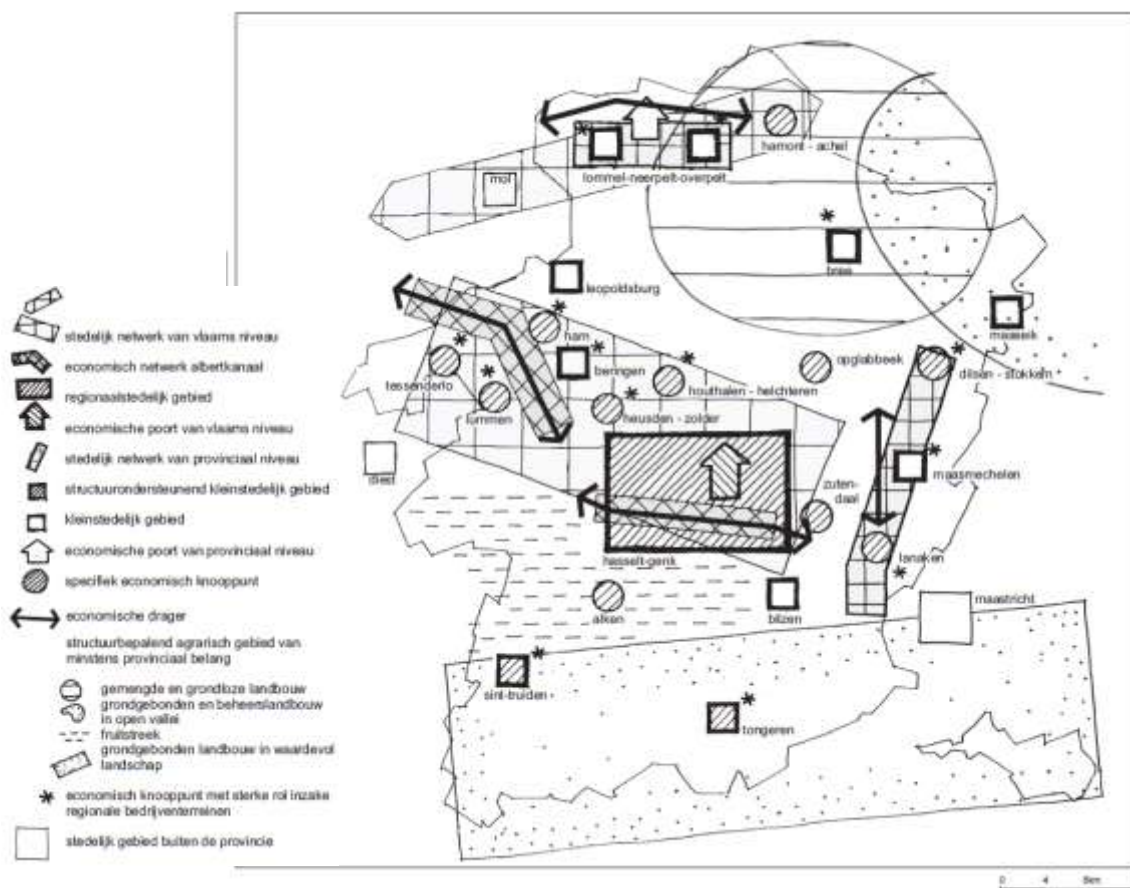 stedelijk netwerk van vlaams niveau
economisch netwerk albertkanaal
regionaalstedelijk gebied
economische poort van vlaams niveau
stedelijk netwerk van provinciaal niveau
structuurondersteunend kleinstedelijk gebied
kleinstedelijk gebied
economische poort van provinciaal niveau
specifiek economisch knooppunt
economische drager
structuurbepalend agrarisch gebied van
minstens provinciaal belang
gemengde en grondloze landbouw
grondgebonden en beheerslandbouw
in open vallei
fruitstreek
grondgebonden landbouw in waardevol
landschap
economisch knooppunt met sterke rol inzake
regionale bedrijventerreinen
stedelijk gebied buiten de provincie
hamont - achel
lommel-neerpelt-overpelt
mol
bree
leopoldsburg
maaseik
ham
tessenderlo
beringen
opglabbeek
dilsen - stokkem
houthalen - helchteren
lummen
heusden - zolder
diest
maasmechelen
zuten-
daal
hasselt-genk
lanaken
alken
bilzen
maastricht
sint-truiden
tongeren
0 4 8km